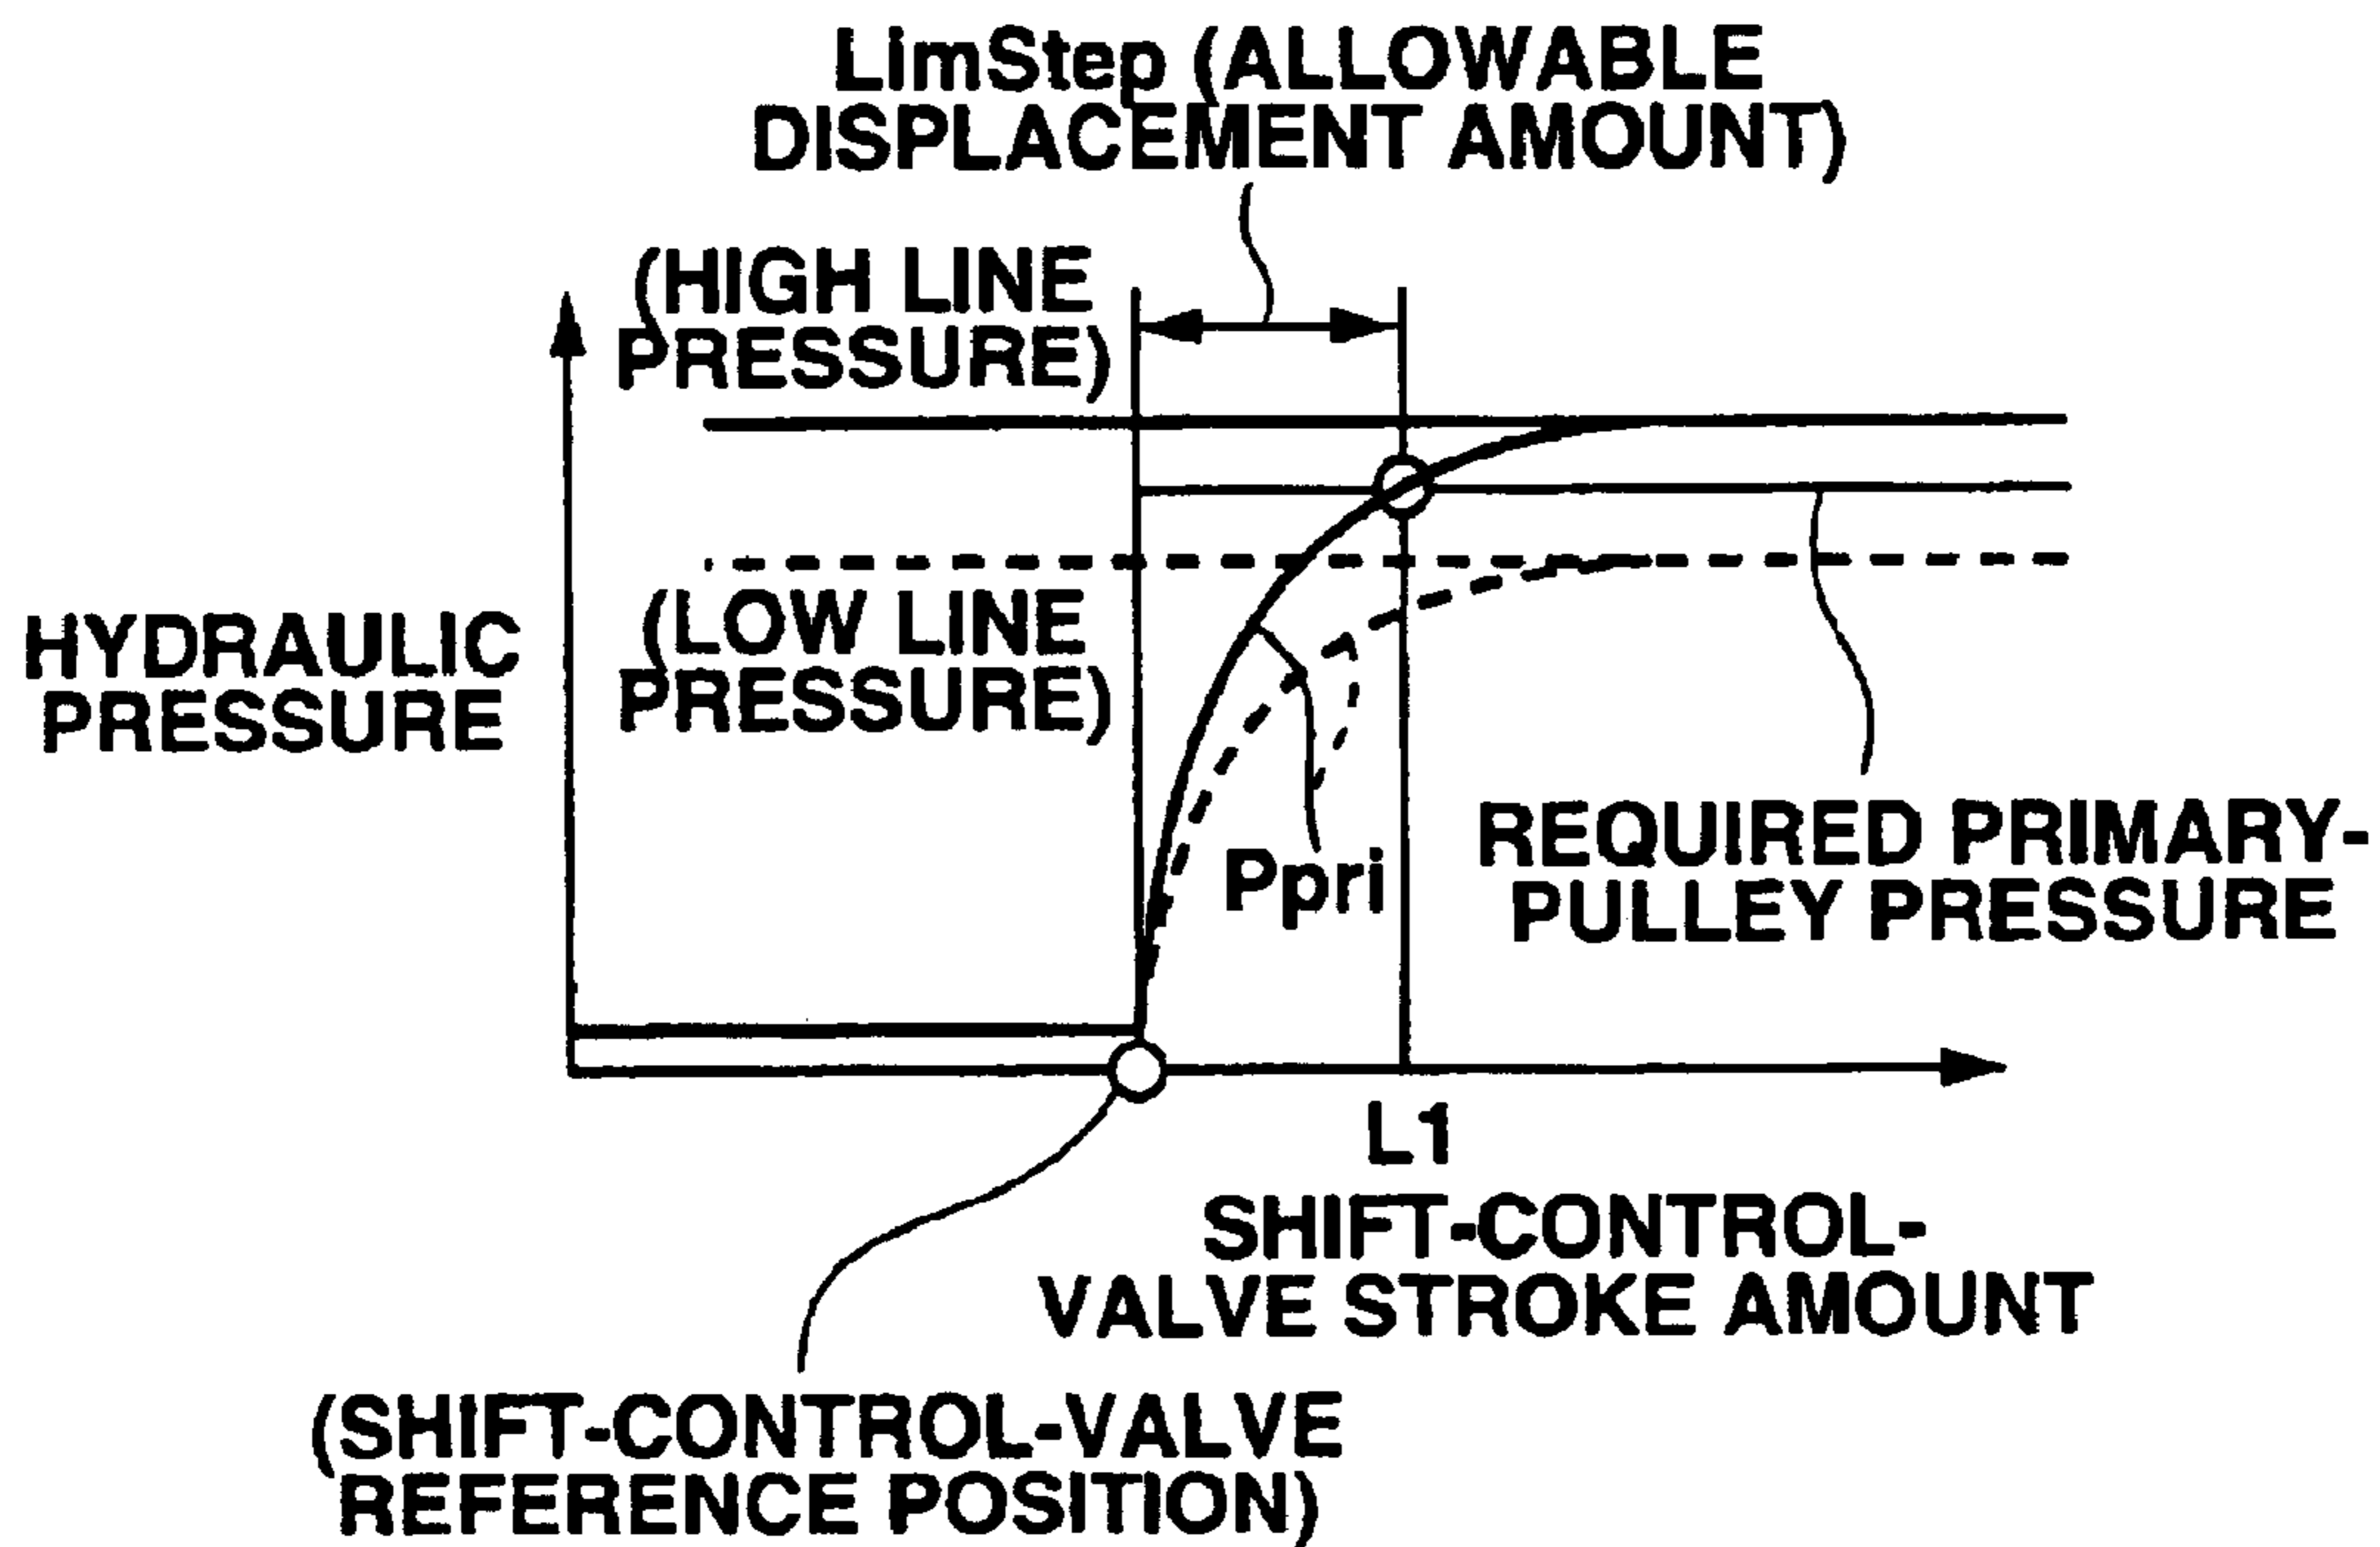 LimStep (ALLOWABLE
DISPLACEMENT AMOUNT)
(HIGH LINE
PRESSURE)
(LOW LINE
PRESSURE)
HYDRAULIC
PRESSURE
Ppri
REQUIRED PRIMARY-
PULLEY PRESSURE
L1
SHIFT-CONTROL-
VALVE STROKE AMOUNT
(SHIFT-CONTROL-VALVE
REFERENCE POSITION)